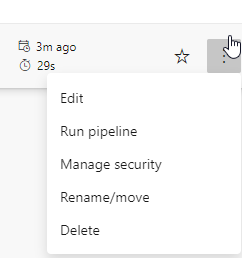 3m ago
29s
Edit
Run pipeline
Manage security
Rename/move
Delete